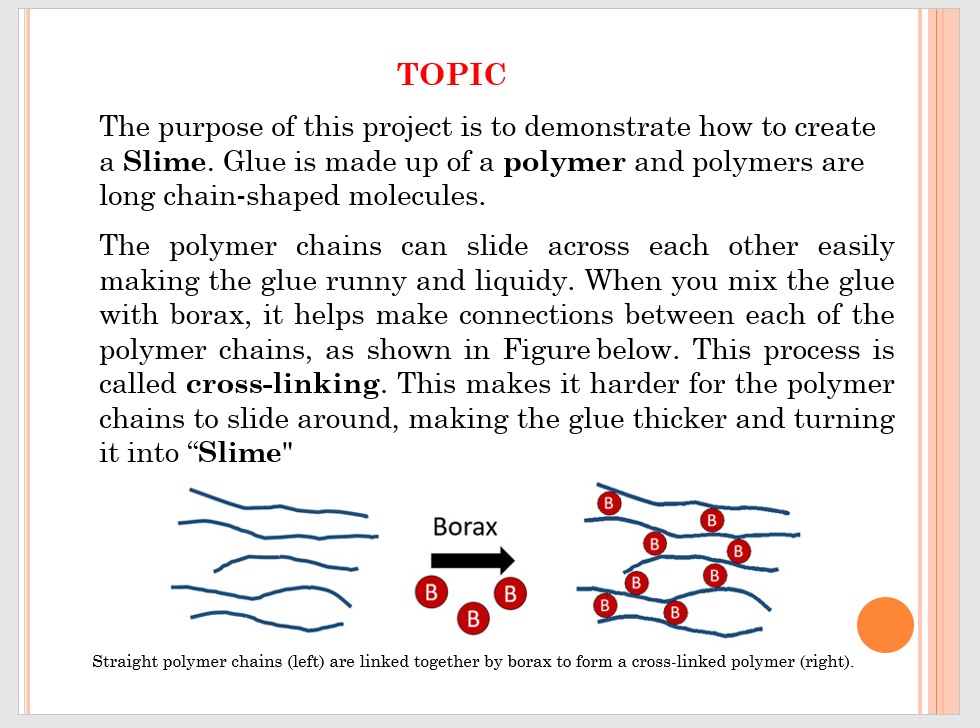 TOPIC
The purpose of this project is to demonstrate how to create
a Slime. Glue is made up of a polymer and polymers are
long chain-shaped molecules.
The polymer chains can slide across each other easily
making the glue runny and liquidy. When you mix the glue
with borax, it helps make connections between each of the
polymer chains, as shown in Figure below. This process is
called cross-linking. This makes it harder for the polymer
chains to slide around, making the glue thicker and turning
it into “Slime"
Borax
B B B
B B B B B B B B
Straight polymer chains (left) are linked together by borax to form a cross-linked polymer (right).